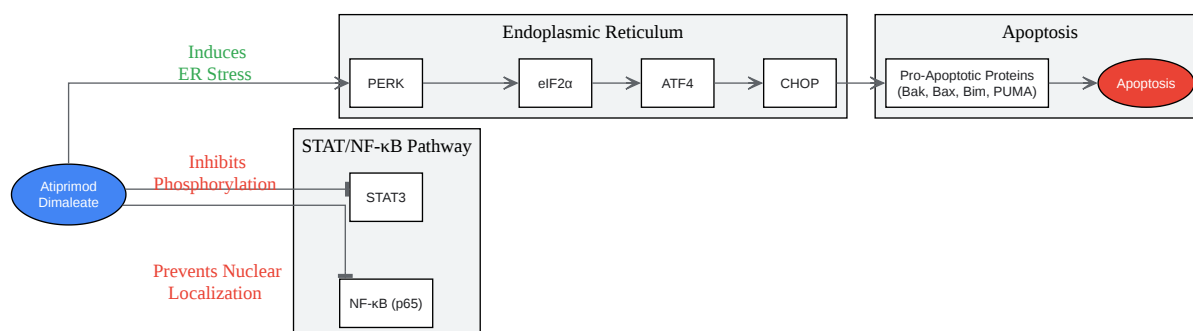 Endoplasmic Reticulum
Apoptosis
Induces
ER Stress
PERK
eIF2α
ATF4
CHOP
Pro-Apoptotic Proteins
(Bak, Bax, Bim, PUMA)
Apoptosis
STAT/NF-κB Pathway
Inhibits
Phosphorylation
Atiprimod
Dimaleate
STAT3
Prevents Nuclear
Localization
NF-κB (p65)